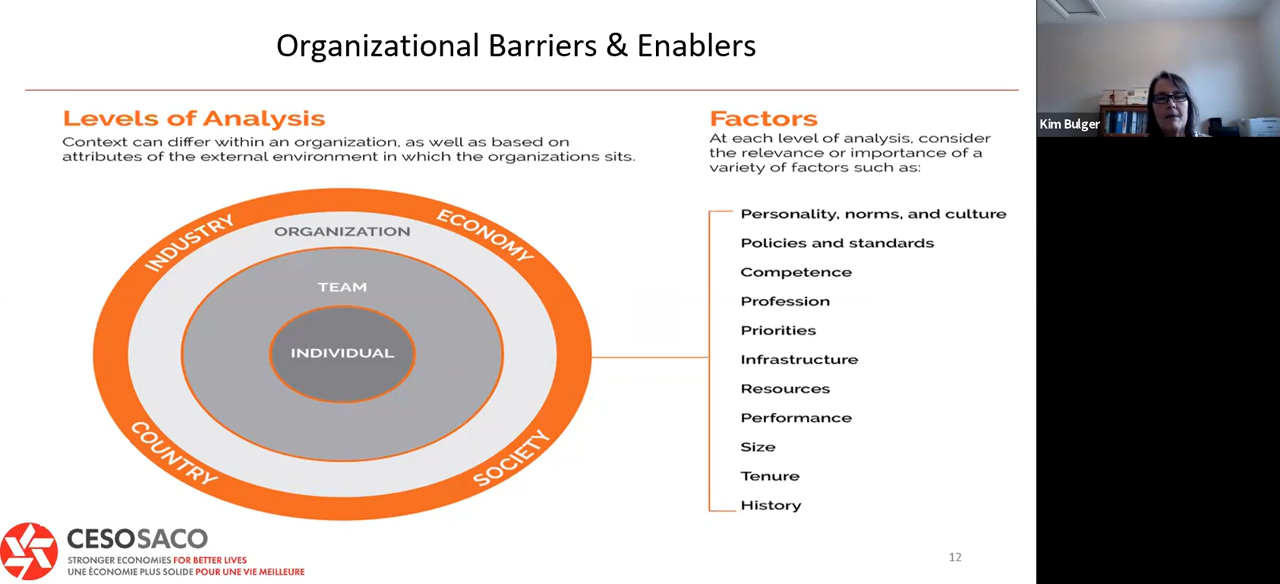 Organizational Barriers & Enablers
Levels of Analysis
Context can differ within an organization, as well as based on
attributes of the external environment in which the organizations sits.
INDUSTRY
ECONOMY
ORGANIZATION
TEAM
INDIVIDUAL
COUNTRY
SOCIETY
Factors
At each level of analysis, consider
the relevance or importance of a
variety of factors such as:
Personality, norms, and culture
Policies and standards
Competence
Profession
Priorities
Infrastructure
Resources
Performance
Size
Tenure
History
CESOSACO
STRONGER ECONOMIES FOR BETTER LIVES
UNE ÉCONOMIE PLUS SOLIDE POUR UNE VIE MEILLEURE
12
Kim Bulger